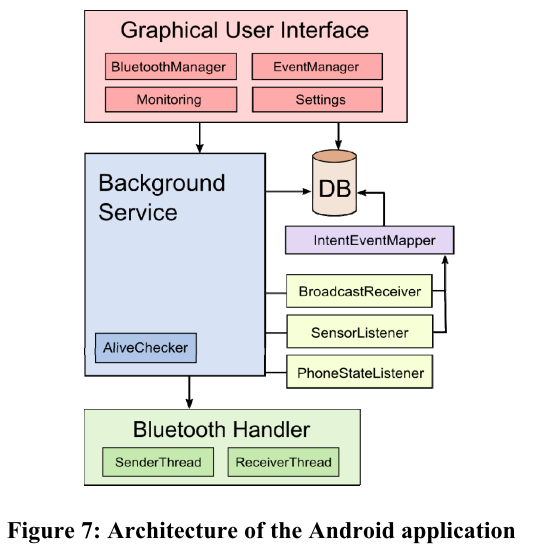 Graphical User Interface
BluetoothManager
EventManager
Monitoring
Settings
Background
Service
DB
IntentEventMapper
BroadcastReceiver
SensorListener
AliveChecker
PhoneStateListener
Bluetooth Handler
SenderThread
ReceiverThread
Figure 7: Architecture of the Android application